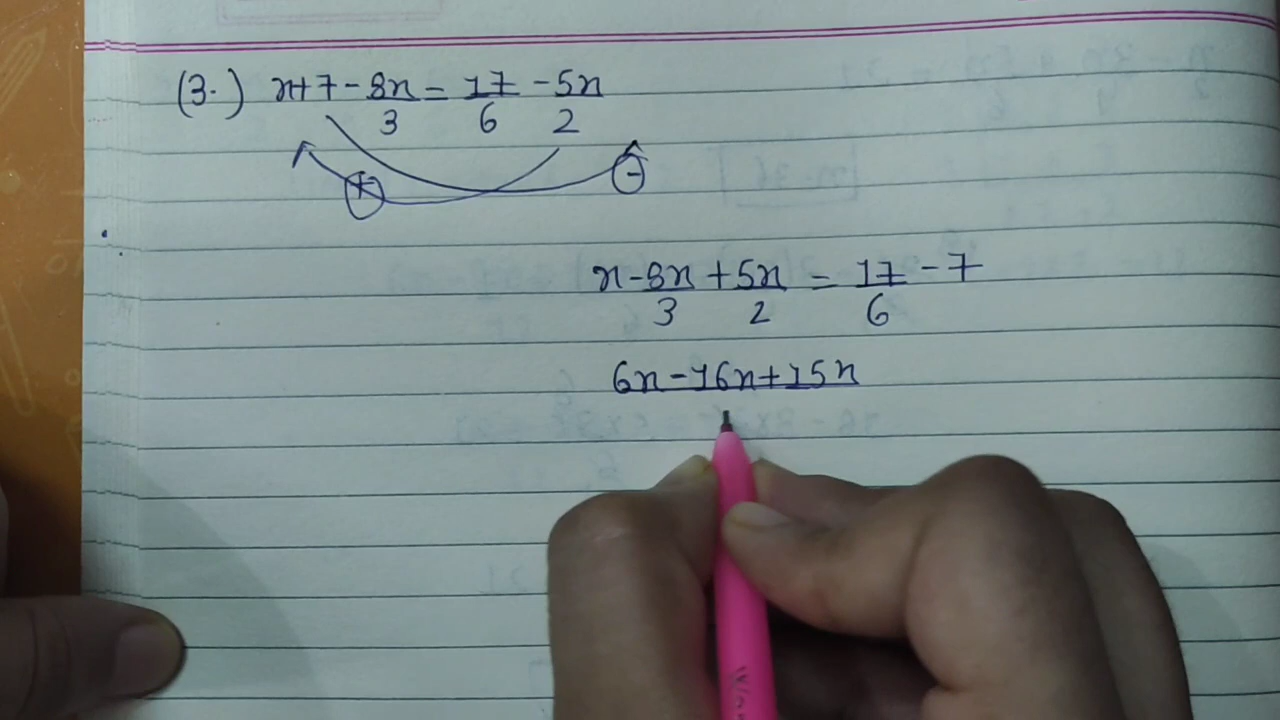 (3.) x+7-8x/3=17/6-5x/2
+ -
x-8x/3+5x/2=17/6-7
6x-16x+15x